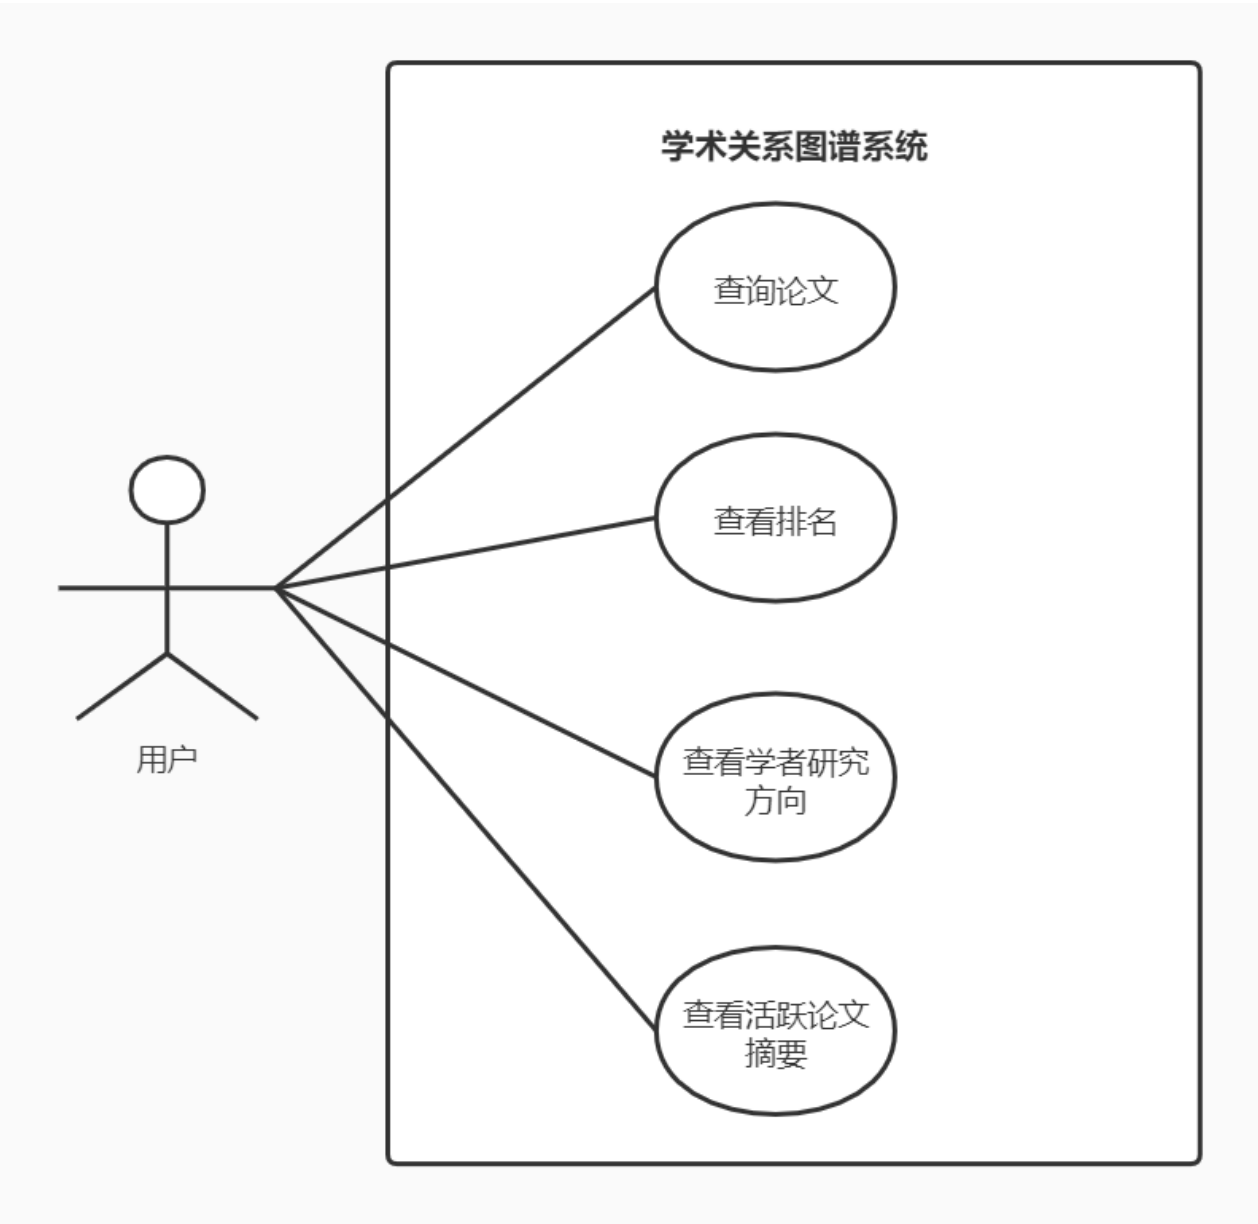 学术关系图谱系统
查询论文
查看排名
用户
查看学者研究
方向
查看活跃论文
摘要